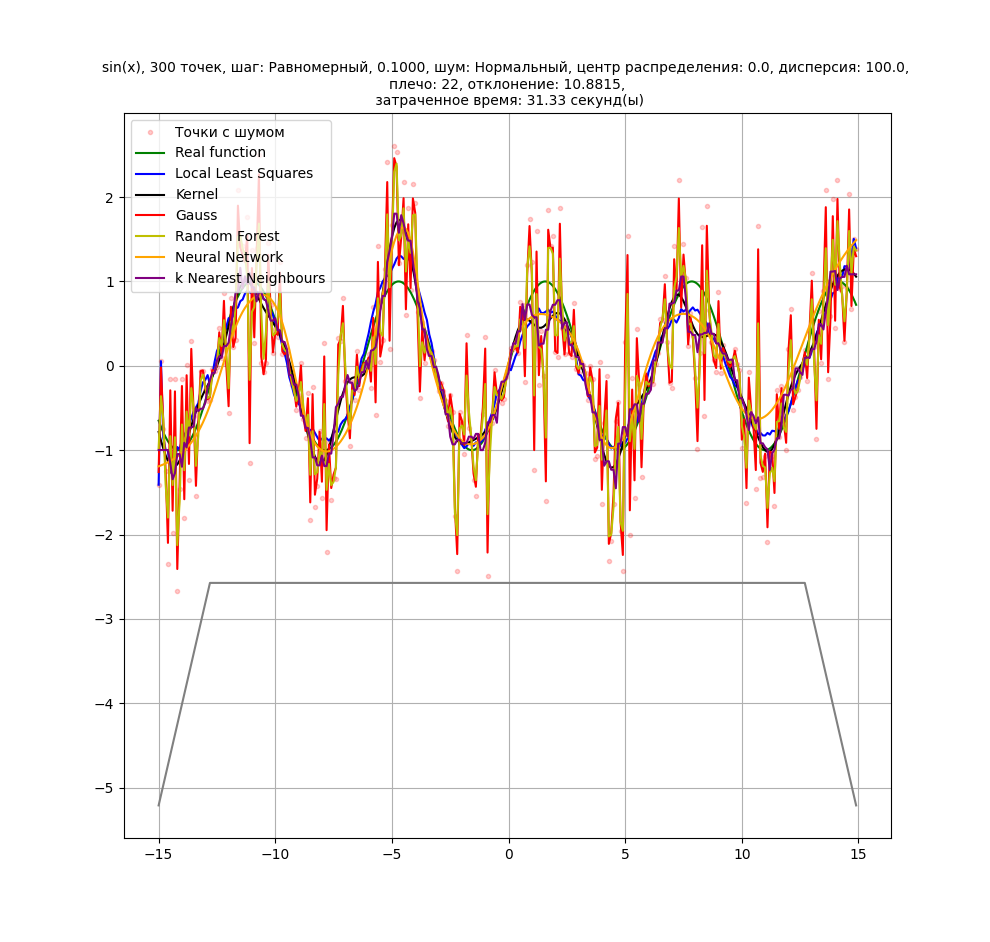 sin(x), 300 точек, шаг: Равномерный, 0.1000, шум: Нормальный, центр распределения: 0.0, дисперсия: 100.0,
плечо: 22, отклонение: 10.8815,
затраченное время: 31.33 секунд(ы)
Точки с шумом
Real function
Local Least Squares
Kernel
Gauss
Random Forest
Neural Network
k Nearest Neighbours
2
1
0
−1
−2
−3
−4
−5
−15 −10 −5 0 5 10 15